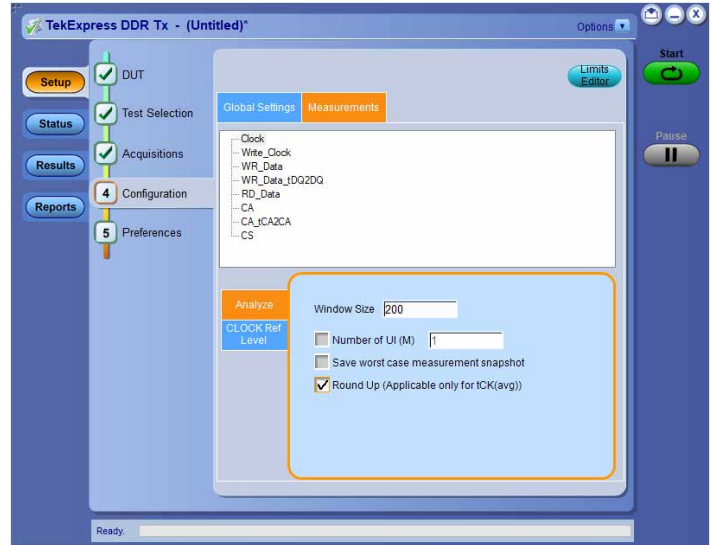 TekExpress DDR Tx - (Untitled)*
Options
Start
Pause
Setup
Status
Results
Reports
DUT
Test Selection
Acquisitions
4 Configuration
5 Preferences
Limits Editor
Global Settings
Measurements
Clock
Write_Clock
WR_Data
WR_Data_tDQ2DQ
RD_Data
CA
CA_tCA2CA
CS
Analyze
CLOCK Ref
Level
Window Size 200
Number of UI (M) 1
Save worst case measurement snapshot
Round Up (Applicable only for tCK(avg))
Ready.